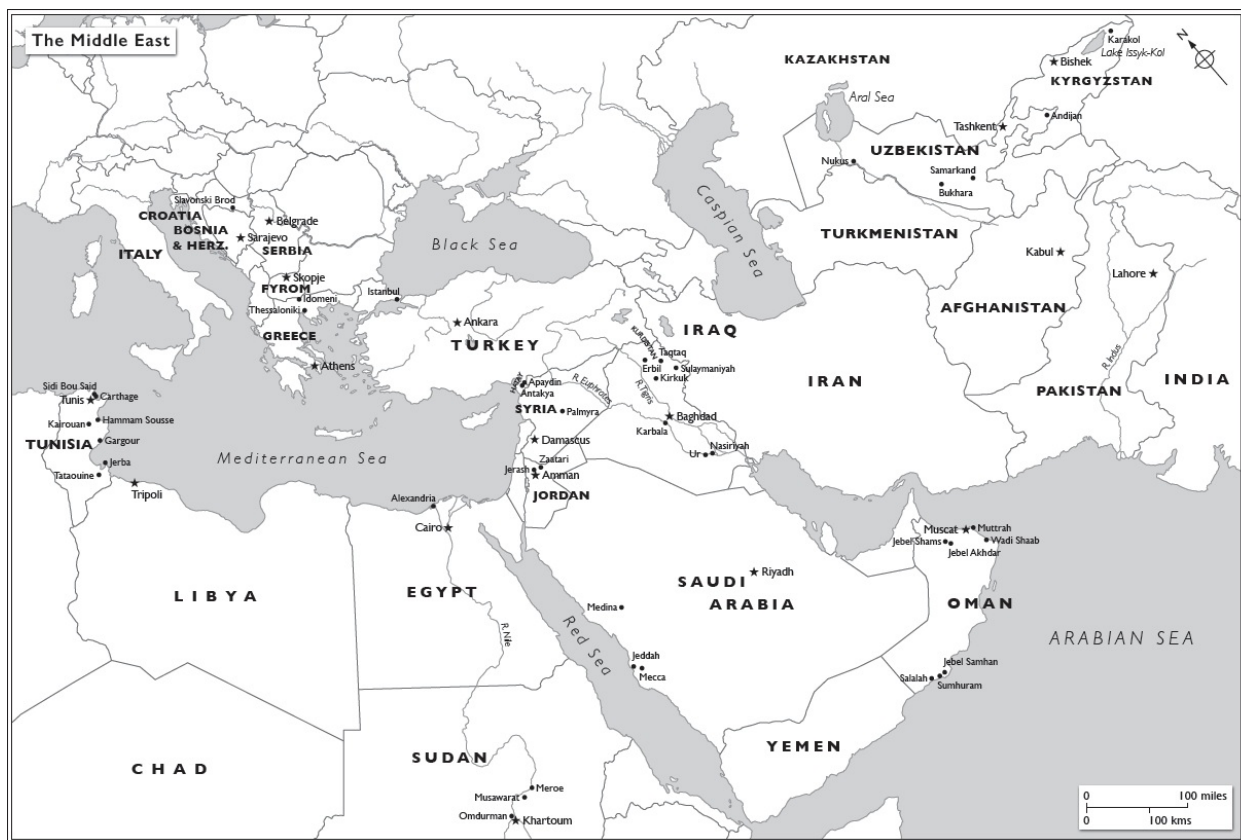 The Middle East
N
Karakol
Lake Issyk-Kol
Bishek
KYRGYZSTAN
KAZAKHSTAN
Aral Sea
Andijan
Tashkent
UZBEKISTAN
Nukus
Samarkand
Bukhara
Slavonski Brod
CROATIA
BOSNIA
& HERZ.
Belgrade
Sarajevo
SERBIA
ITALY
Black Sea
Caspian Sea
TURKMENISTAN
Kabul
Lahore
Skopje
FYROM
Idomeni
Thessaloniki
Istanbul
GREECE
Athens
Ankara
TURKEY
KURDISTAN
IRAQ
AFGHANISTAN
Taqtaq
Erbil
Sulaymaniyah
Kirkuk
IRAN
R. Indus
PAKISTAN
INDIA
Sidi Bou Said
Carthage
Tunis
Hammam Sousse
Kairouan
TUNISIA
Gargour
Jerba
Tataouine
Tripoli
Mediterranean Sea
HATAY
Apaydin
Antakya
R. Euphrates
R. Tigris
SYRIA
Palmyra
Baghdad
Karbala
Damascus
Nasiriyah
Ur
Zaatari
Jerash
Amman
JORDAN
Alexandria
Cairo
Muscat
Muttrah
Jebel Shams
Wadi Shaab
Jebel Akhdar
LIBYA
EGYPT
R. Nile
Red Sea
SAUDI
ARABIA
Riyadh
Medina
OMAN
ARABIAN SEA
Jeddah
Mecca
Jebel Samhan
Salalah
Sumhuram
YEMEN
CHAD
SUDAN
Meroe
Musawarat
Omdurman
Khartoum
0 100 miles
0 100 kms